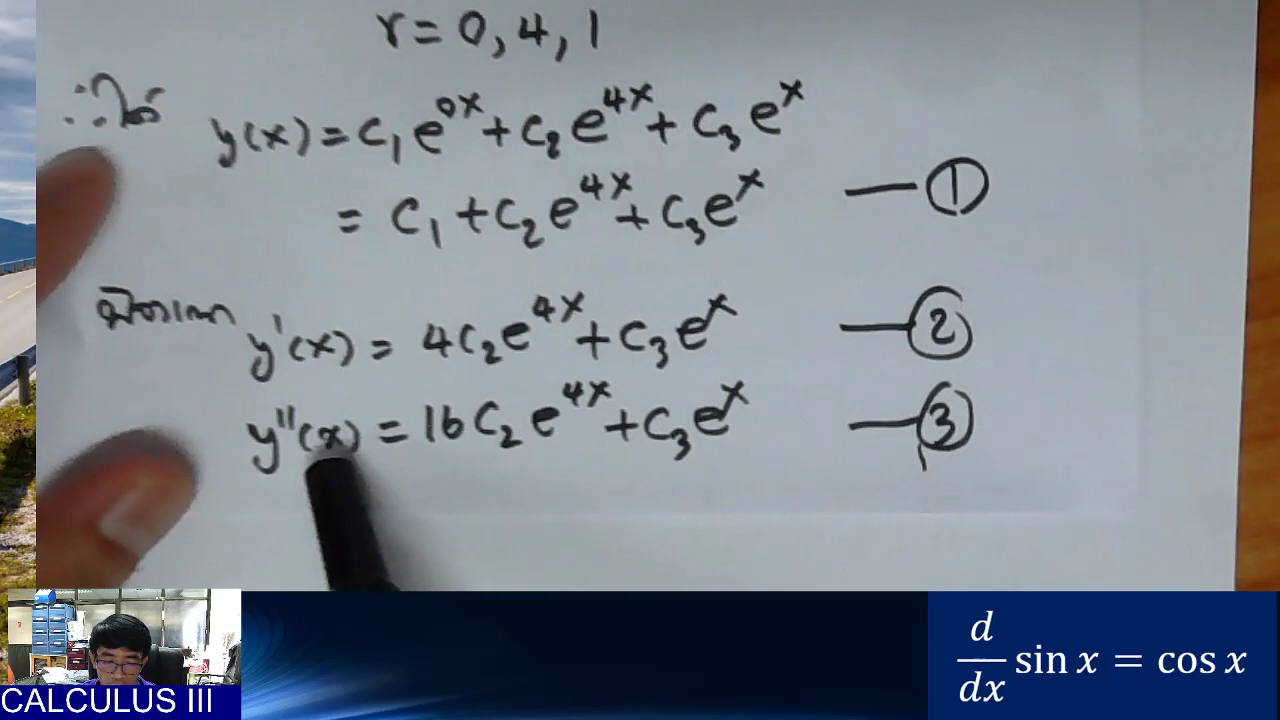 r = 0, 4, 1
∴ได้ y(x) = c₁e⁰ˣ + c₂e⁴ˣ + c₃eˣ
= c₁ + c₂e⁴ˣ + c₃eˣ — ①
y'(x) = 4c₂e⁴ˣ + c₃eˣ — ②
y''(x) = 16c₂e⁴ˣ + c₃eˣ — ③
CALCULUS III
d/dx sin x = cos x